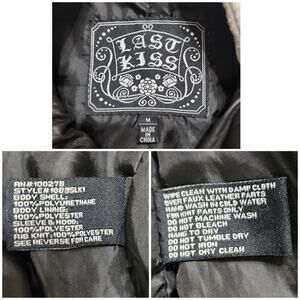 LAST
KISS
M
MADE
IN
CHINA
RN#100278
STYLE#10895LK1
BODY SHELL:
100%POLYURETHANE
BODY LINING:
100%POLYESTER
SLEEVE & HOOD:
100%POLYESTER
RIB KNIT:100%POLYESTER
SEE REVERSE FOR CARE
WIPE CLEAN WITH DAMP CLOTH
OVER FAUX LEATHER PARTS
HAND WASH IN COLD WATER
FOR KNIT PARTS ONLY
DO NOT MACHINE WASH
DO NOT BLEACH
HANG TO DRY
DO NOT TUMBLE DRY
DO NOT IRON
DO NOT DRY CLEAN